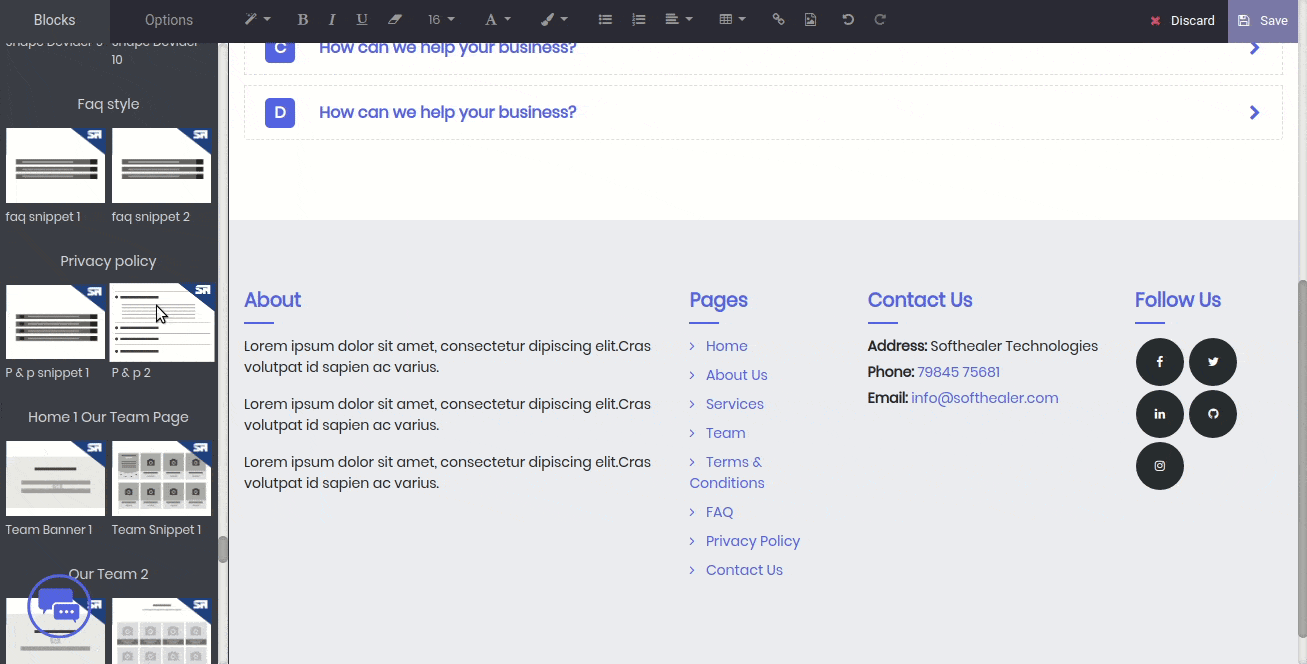 Blocks
Options
B I U
16
A
Discard
Save
Shape Devider 9
Shape Devider 10
Faq style
faq snippet 1
faq snippet 2
Privacy policy
P & p snippet 1
P & p 2
Home 1 Our Team Page
Team Banner 1
Team Snippet 1
Our Team 2
C How can we help your business?
D How can we help your business?
About
Lorem ipsum dolor sit amet, consectetur dipiscing elit.Cras
volutpat id sapien ac varius.
Lorem ipsum dolor sit amet, consectetur dipiscing elit.Cras
volutpat id sapien ac varius.
Lorem ipsum dolor sit amet, consectetur dipiscing elit.Cras
volutpat id sapien ac varius.
Pages
Home
About Us
Services
Team
Terms &
Conditions
FAQ
Privacy Policy
Contact Us
Contact Us
Address: Softhealer Technologies
Phone: 79845 75681
Email: info@softhealer.com
Follow Us